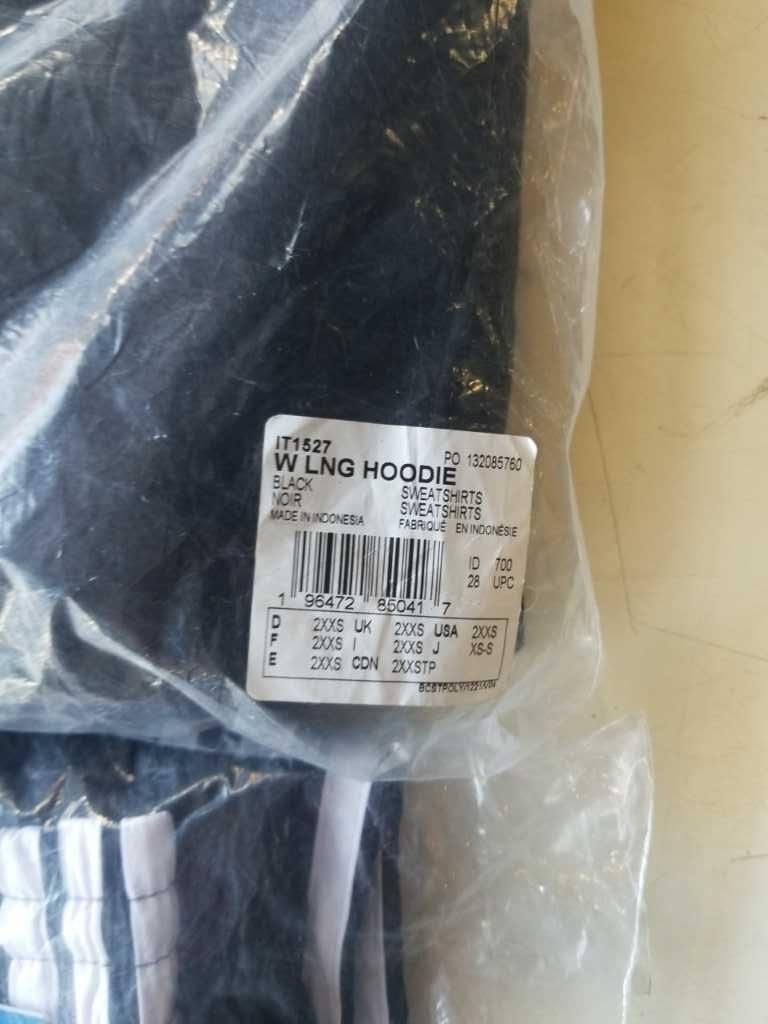 IT1527
PO 132085760
W LNG HOODIE
BLACK SWEATSHIRTS
NOIR SWEATSHIRTS
MADE IN INDONESIA FABRIQUÉ EN INDONÉSIE
ID 700
28 UPC
1 96472 85041 7
D 2XXS UK 2XXS USA 2XXS
F 2XXS I 2XXS J XS-S
E 2XXS CDN 2XXSTP